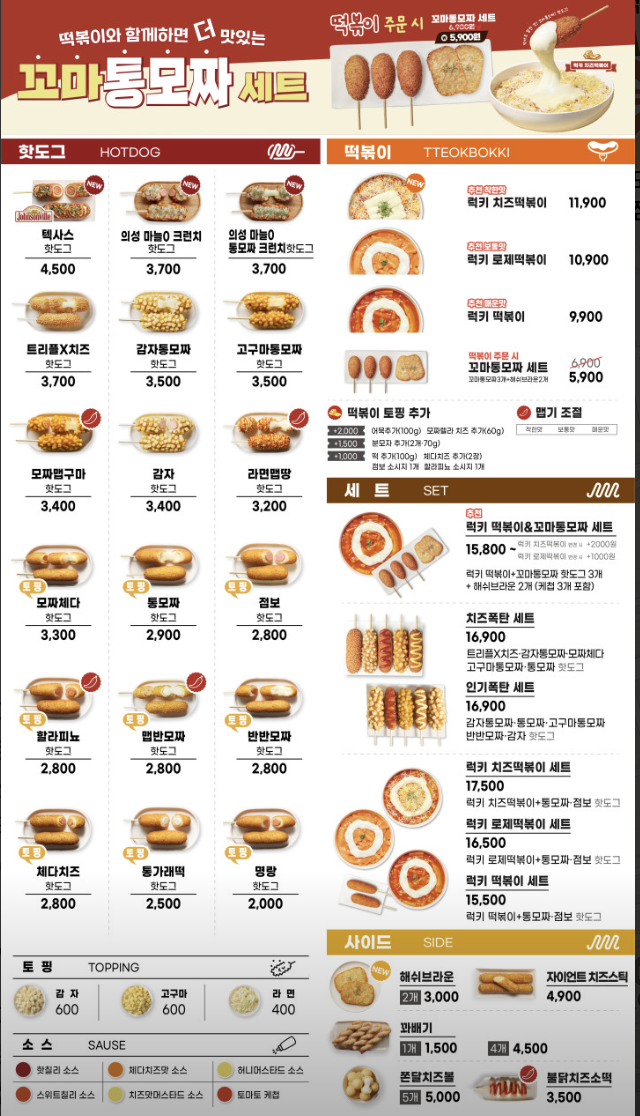 떡볶이와 함께하면 더 맛있는
꼬마통모짜 세트
떡볶이 주문 시 꼬마통모짜 세트
6,900원
5,900원
럭키 치즈떡볶이
핫도그 HOTDOG
NEW
Johnsonville
텍사스
핫도그
4,500
NEW
의성 마늘 크런치
핫도그
3,700
NEW
의성 마늘
통모짜 크런치핫도그
3,700
트리플X치즈
핫도그
3,700
감자통모짜
핫도그
3,500
고구마통모짜
핫도그
3,500
모짜맵구마
핫도그
3,400
감자
핫도그
3,400
라면맵땅
핫도그
3,200
토핑
모짜체다
핫도그
3,300
토핑
통모짜
핫도그
2,900
토핑
점보
핫도그
2,800
토핑
할라피뇨
핫도그
2,800
토핑
맵반모짜
핫도그
2,800
토핑
반반모짜
핫도그
2,800
토핑
체다치즈
핫도그
2,800
토핑
통가래떡
핫도그
2,500
토핑
명랑
핫도그
2,000
토핑 TOPPING
감자
600
고구마
600
라면
400
소스 SAUSE
핫칠리 소스
체다치즈맛 소스
허니머스타드 소스
스위트칠리 소스
치즈맛머스타드 소스
토마토 케첩
떡볶이 TTEOKBOKKI
NEW
추천 착한맛
럭키 치즈떡볶이 11,900
추천 보통맛
럭키 로제떡볶이 10,900
추천 매운맛
럭키 떡볶이 9,900
떡볶이 주문 시
꼬마통모짜 세트 6,900
꼬마통모짜3개+해쉬브라운2개 5,900
떡볶이 토핑 추가
+2,000 어묵추가(100g) 모짜렐라 치즈 추가(60g)
+1,500 분모자 추가(2개·70g)
+1,000 떡 추가(100g) 체다치즈 추가(2장)
점보 소시지 1개 할라피뇨 소시지 1개
맵기 조절
착한맛 보통맛 매운맛
세트 SET
추천
럭키 떡볶이&꼬마통모짜 세트
15,800 ~ 럭키 치즈떡볶이 변경 시 +2000원
럭키 로제떡볶이 변경 시 +1000원
럭키 떡볶이+꼬마통모짜 핫도그 3개
+ 해쉬브라운 2개 (케첩 3개 포함)
치즈폭탄 세트
16,900
트리플X치즈·감자통모짜·모짜체다
고구마통모짜·통모짜 핫도그
인기폭탄 세트
16,900
감자통모짜·통모짜·고구마통모짜
반반모짜·감자 핫도그
럭키 치즈떡볶이 세트
17,500
럭키 치즈떡볶이+통모짜·점보 핫도그
럭키 로제떡볶이 세트
16,500
럭키 로제떡볶이+통모짜·점보 핫도그
럭키 떡볶이 세트
15,500
럭키 떡볶이+통모짜·점보 핫도그
사이드 SIDE
NEW
해쉬브라운
2개 3,000
자이언트 치즈스틱
4,900
꽈배기
1개 1,500 4개 4,500
쫀달치즈볼
5개 5,000
불닭치즈소떡
3,500